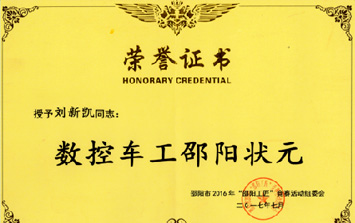 荣誉证书
HONORARY CREDENTIAL
授予刘新凯同志：
数控车工邵阳状元
邵阳市2016年“邵阳工匠”竞赛活动组委会
二〇一七年七月